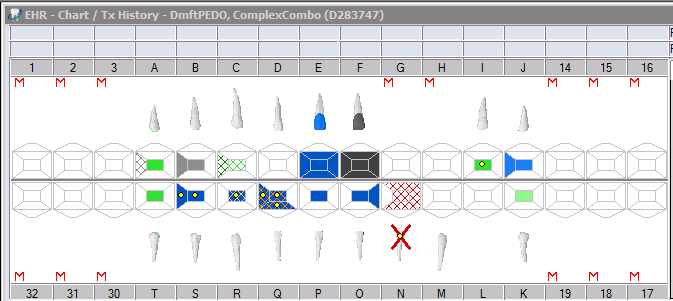 EHR - Chart / Tx History - DmftPEDO, ComplexCombo (D283747)
1 2 3 A B C D E F G H I J 14 15 16
M M M M M M M M
M M M M M M
32 31 30 T S R Q P O N M L K 19 18 17